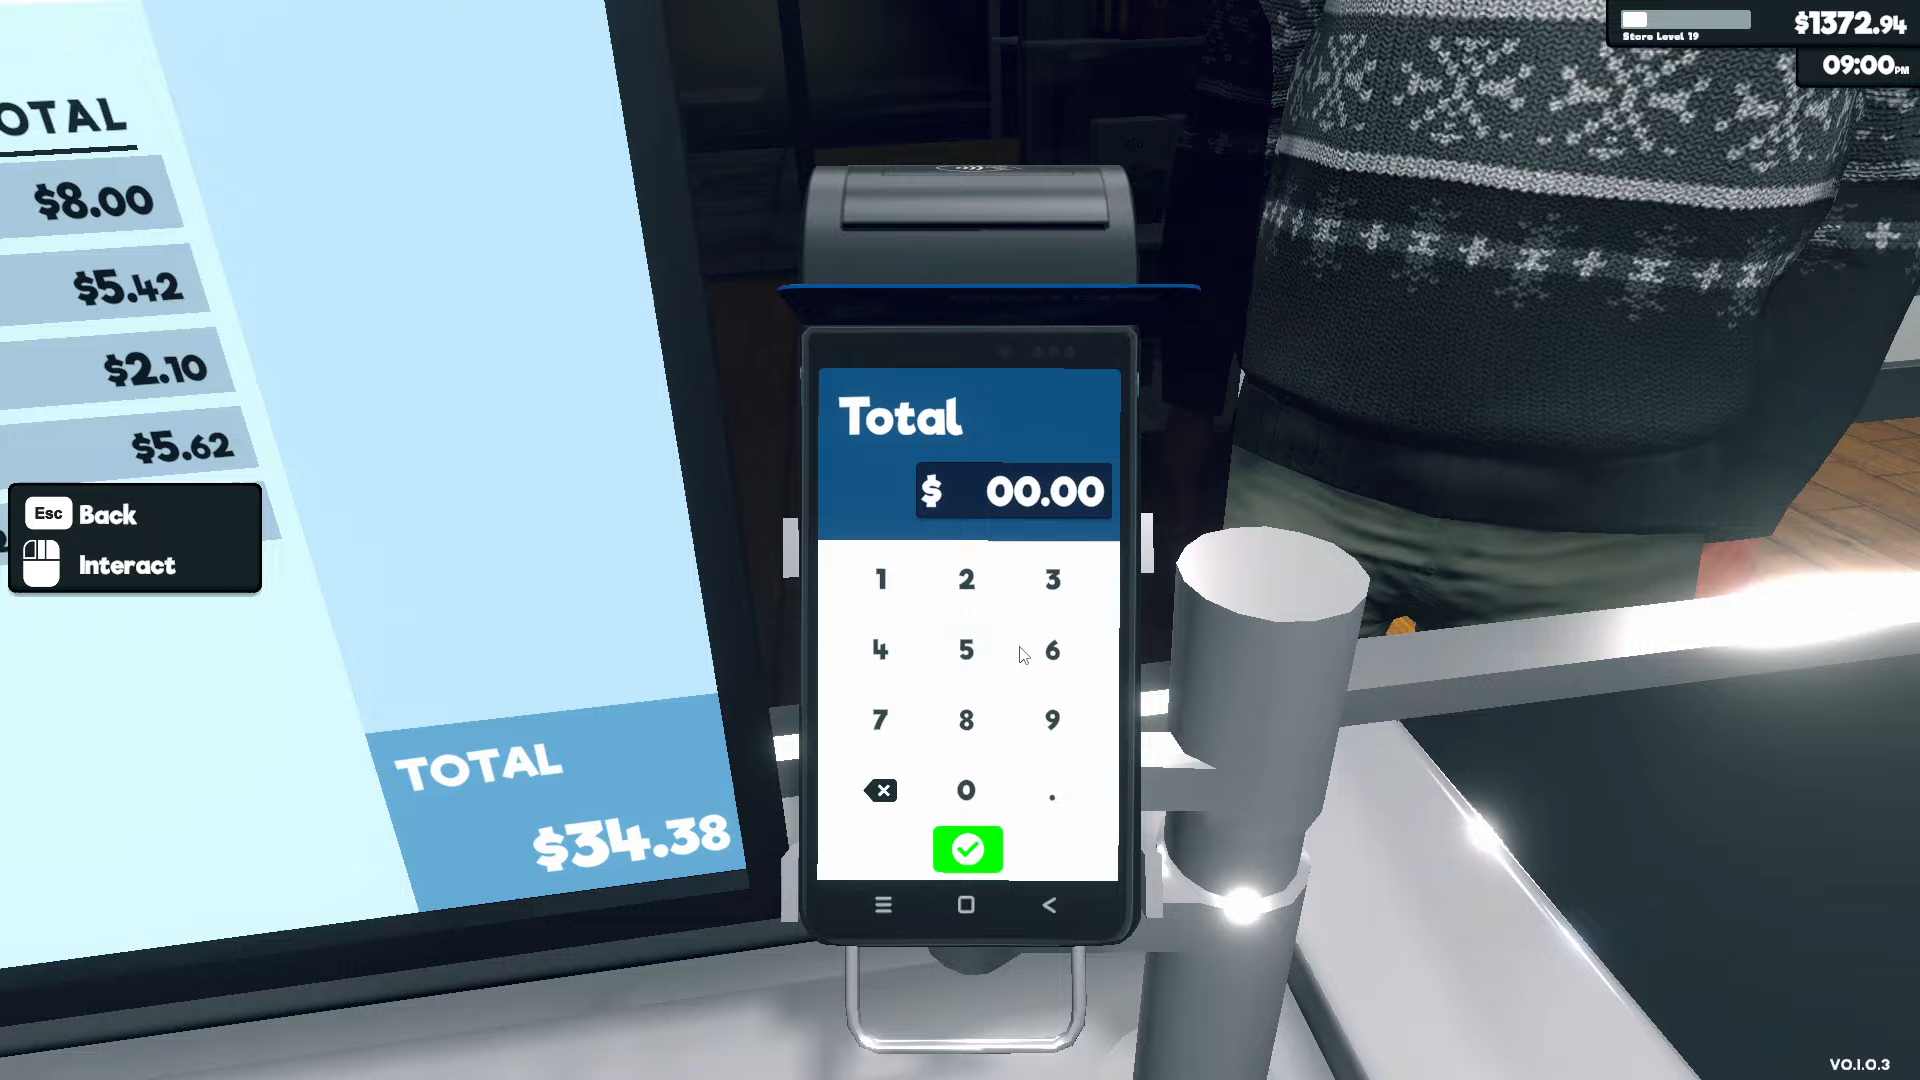 Store Level 19
$1372.94
09:00PM
OTAL
$8.00
$5.42
$2.10
$5.62
Esc Back
Interact
TOTAL
$34.38
Total
$ 00.00
1 2 3
4 5 6
7 8 9
0 .
V0.1.0.3